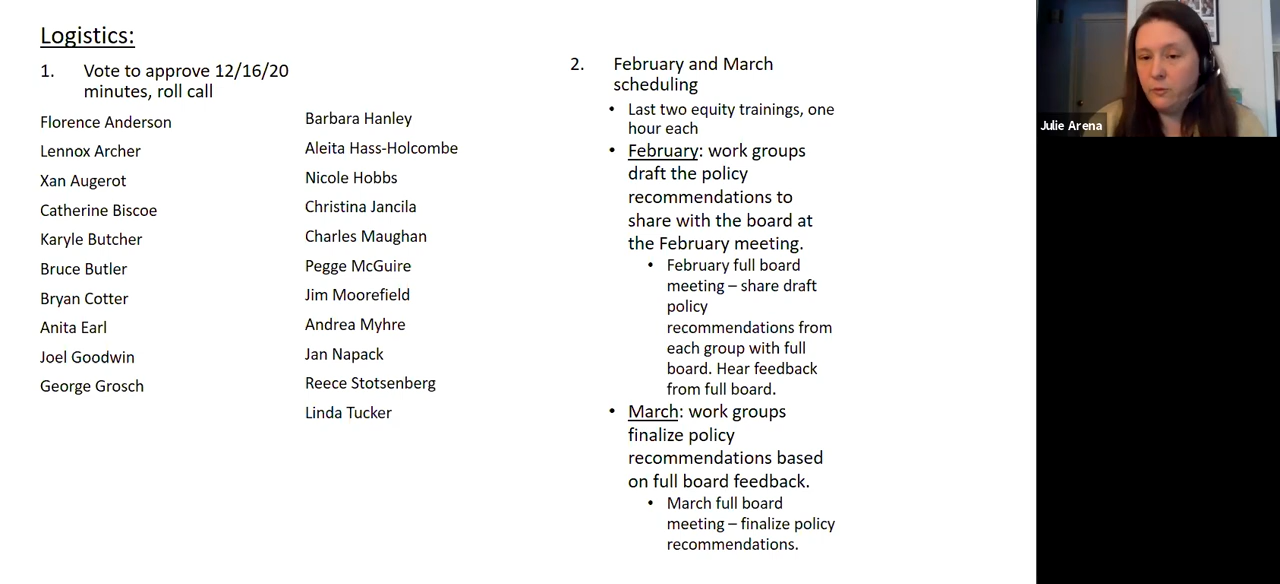 Logistics:
1. Vote to approve 12/16/20
minutes, roll call
Florence Anderson
Lennox Archer
Xan Augerot
Catherine Biscoe
Karyle Butcher
Bruce Butler
Bryan Cotter
Anita Earl
Joel Goodwin
George Grosch
Barbara Hanley
Aleita Hass-Holcombe
Nicole Hobbs
Christina Jancila
Charles Maughan
Pegge McGuire
Jim Moorefield
Andrea Myhre
Jan Napack
Reece Stotsenberg
Linda Tucker
2. February and March
scheduling
• Last two equity trainings, one
hour each
• February: work groups
draft the policy
recommendations to
share with the board at
the February meeting.
• February full board
meeting – share draft
policy
recommendations from
each group with full
board. Hear feedback
from full board.
• March: work groups
finalize policy
recommendations based
on full board feedback.
• March full board
meeting – finalize policy
recommendations.
Julie Arena